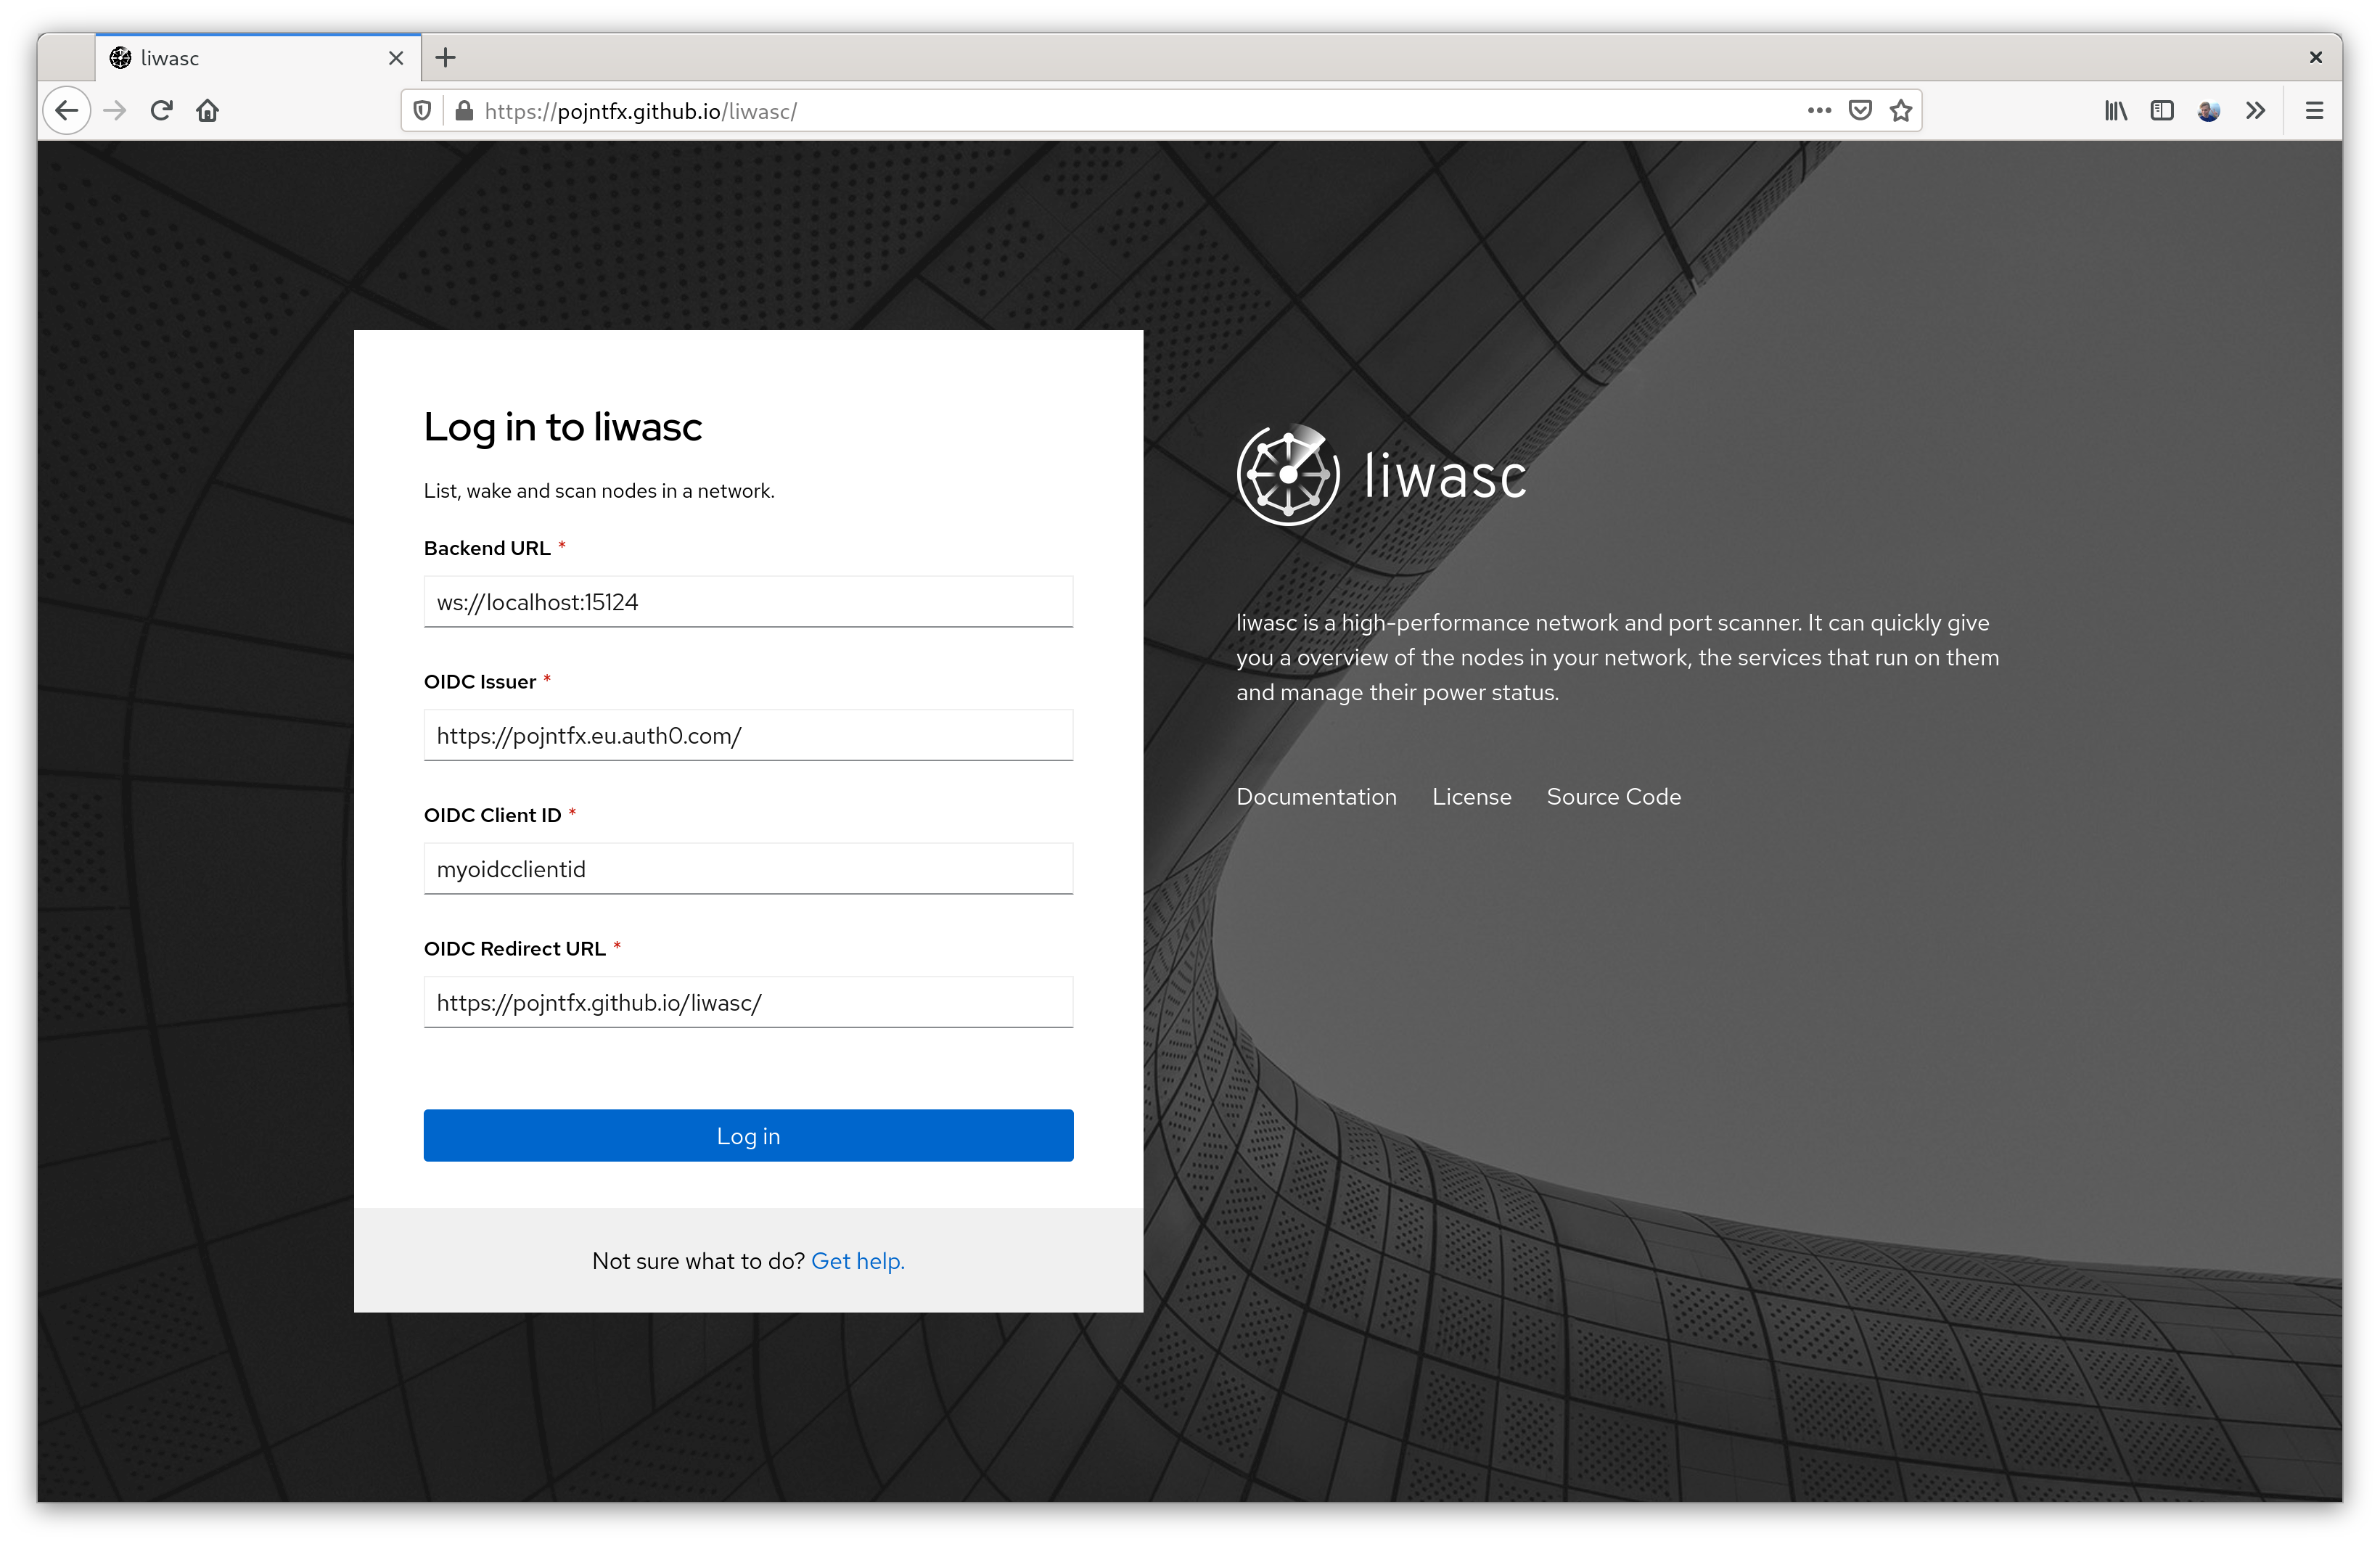 liwasc
https://pojntfx.github.io/liwasc/
Log in to liwasc
List, wake and scan nodes in a network.
Backend URL *
ws://localhost:15124
OIDC Issuer *
https://pojntfx.eu.auth0.com/
OIDC Client ID *
myoidcclientid
OIDC Redirect URL *
https://pojntfx.github.io/liwasc/
Log in
Not sure what to do? Get help.
liwasc
liwasc is a high-performance network and port scanner. It can quickly give
you a overview of the nodes in your network, the services that run on them
and manage their power status.
Documentation License Source Code